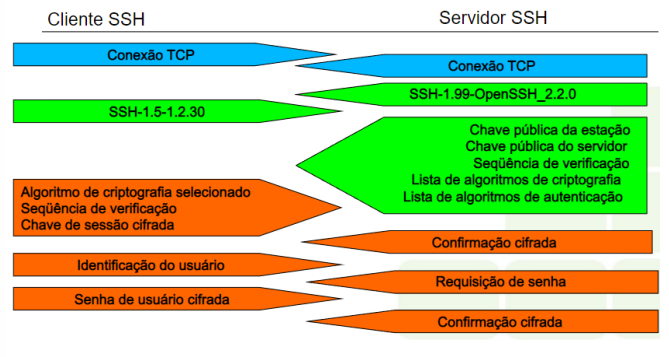 Cliente SSH
Servidor SSH
Conexão TCP
Conexão TCP
SSH-1.99-OpenSSH_2.2.0
SSH-1.5-1.2.30
Chave pública da estação
Chave pública do servidor
Seqüência de verificação
Lista de algoritmos de criptografia
Lista de algoritmos de autenticação
Algoritmo de criptografia selecionado
Seqüência de verificação
Chave de sessão cifrada
Confirmação cifrada
Identificação do usuário
Requisição de senha
Senha de usuário cifrada
Confirmação cifrada